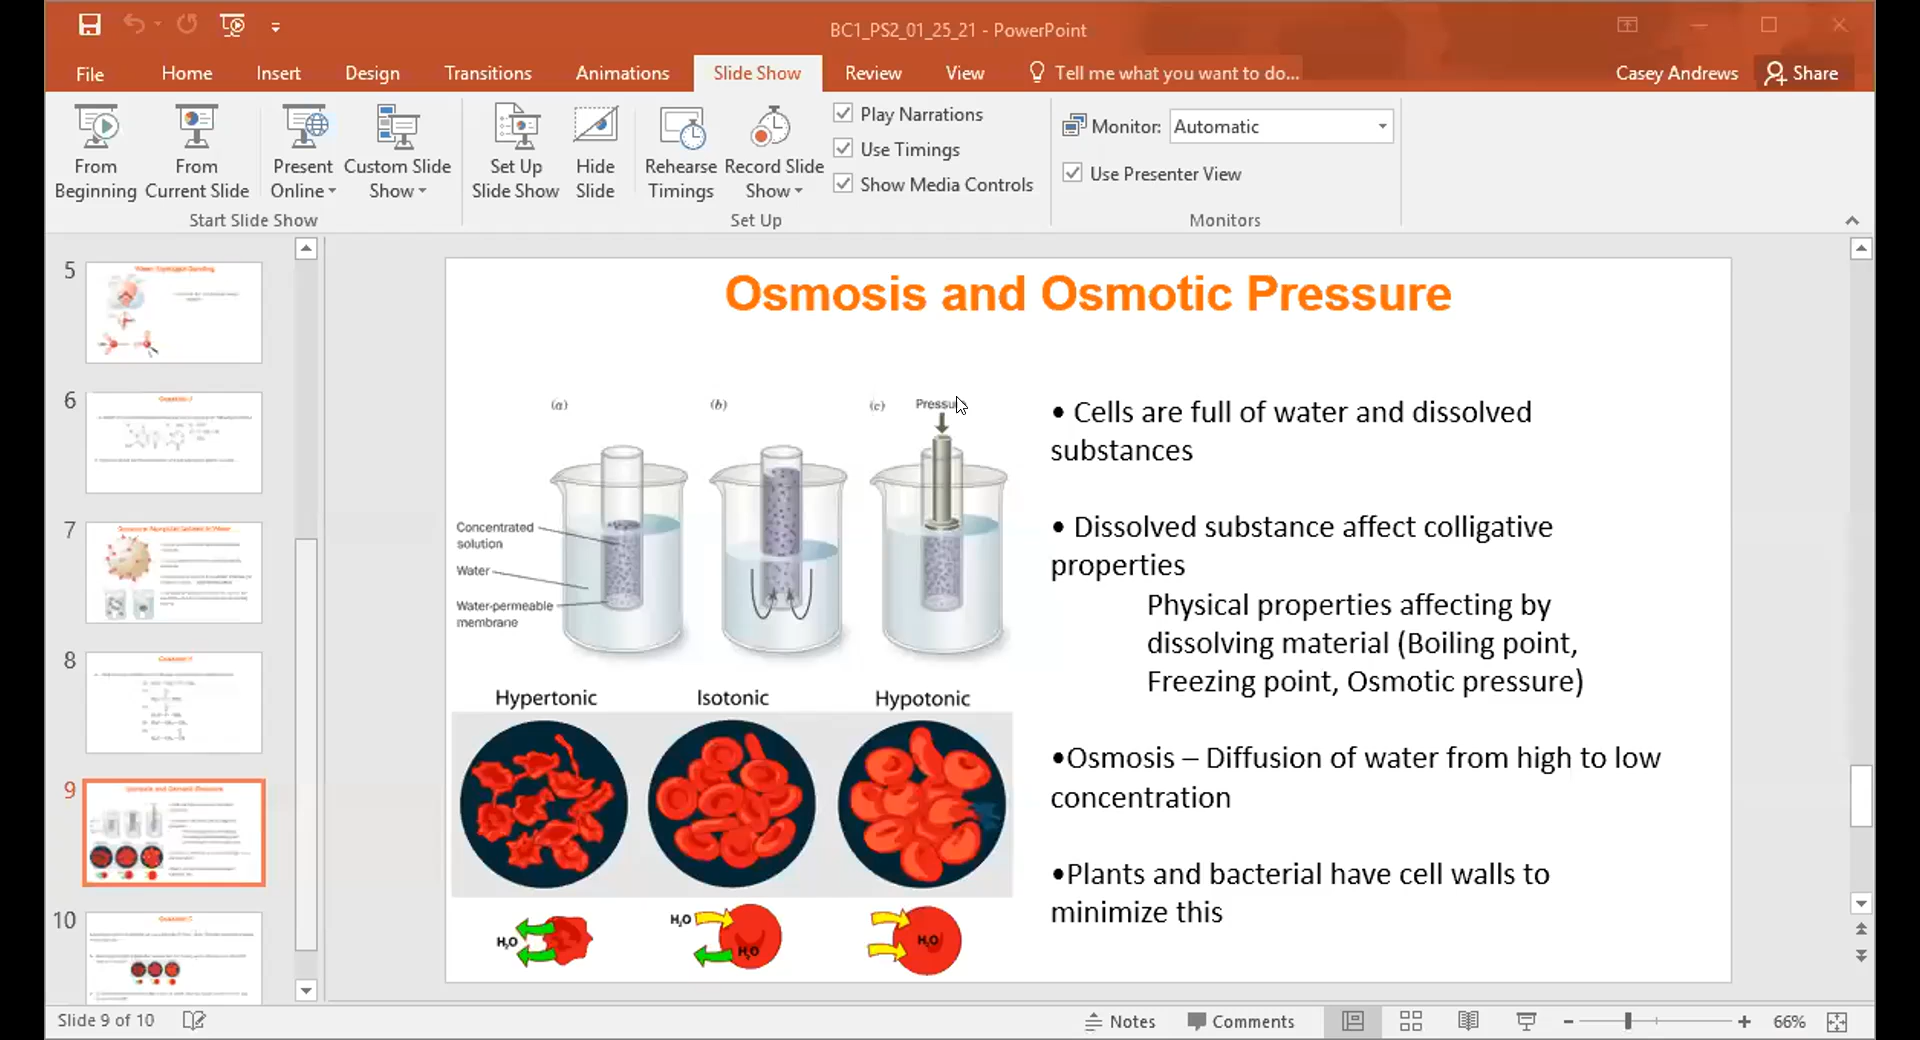 BC1_PS2_01_25_21 - PowerPoint
File Home Insert Design Transitions Animations Slide Show Review View Tell me what you want to do... Casey Andrews Share
From Beginning
From Current Slide
Present Online
Custom Slide Show
Start Slide Show
Set Up Slide Show
Hide Slide
Rehearse Timings
Record Slide Show
Play Narrations
Use Timings
Show Media Controls
Set Up
Monitor: Automatic
Use Presenter View
Monitors
5
6
7
8
9
10
Osmosis and Osmotic Pressure
(a) (b) (c)
Concentrated
solution
Water
Water-permeable
membrane
Hypertonic Isotonic Hypotonic
H₂O
H₂O
H₂O
H₂O
• Cells are full of water and dissolved
substances
• Dissolved substance affect colligative
properties
Physical properties affecting by
dissolving material (Boiling point,
Freezing point, Osmotic pressure)
•Osmosis – Diffusion of water from high to low
concentration
•Plants and bacterial have cell walls to
minimize this
Slide 9 of 10
Notes Comments 66%